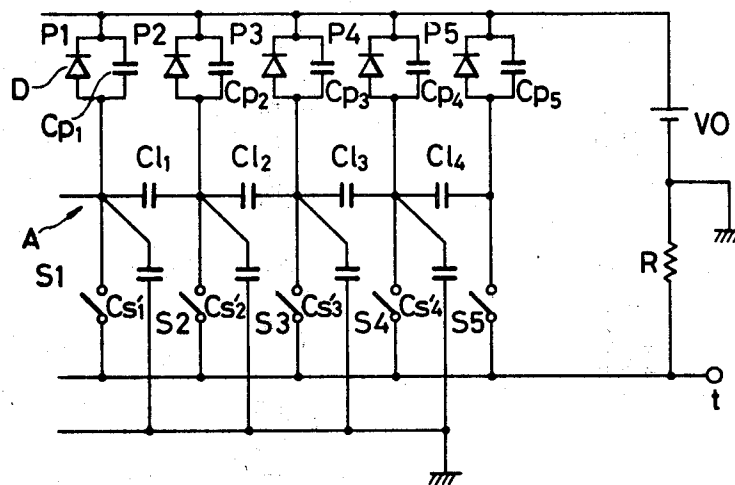 P1 P2 P3 P4 P5
D
Cp₁ Cp₂ Cp₃ Cp₄ Cp₅
VO
Cl₁ Cl₂ Cl₃ Cl₄
A
R
S1 Cs'₁ S2 Cs'₂ S3 Cs'₃ S4 Cs'₄ S5
t